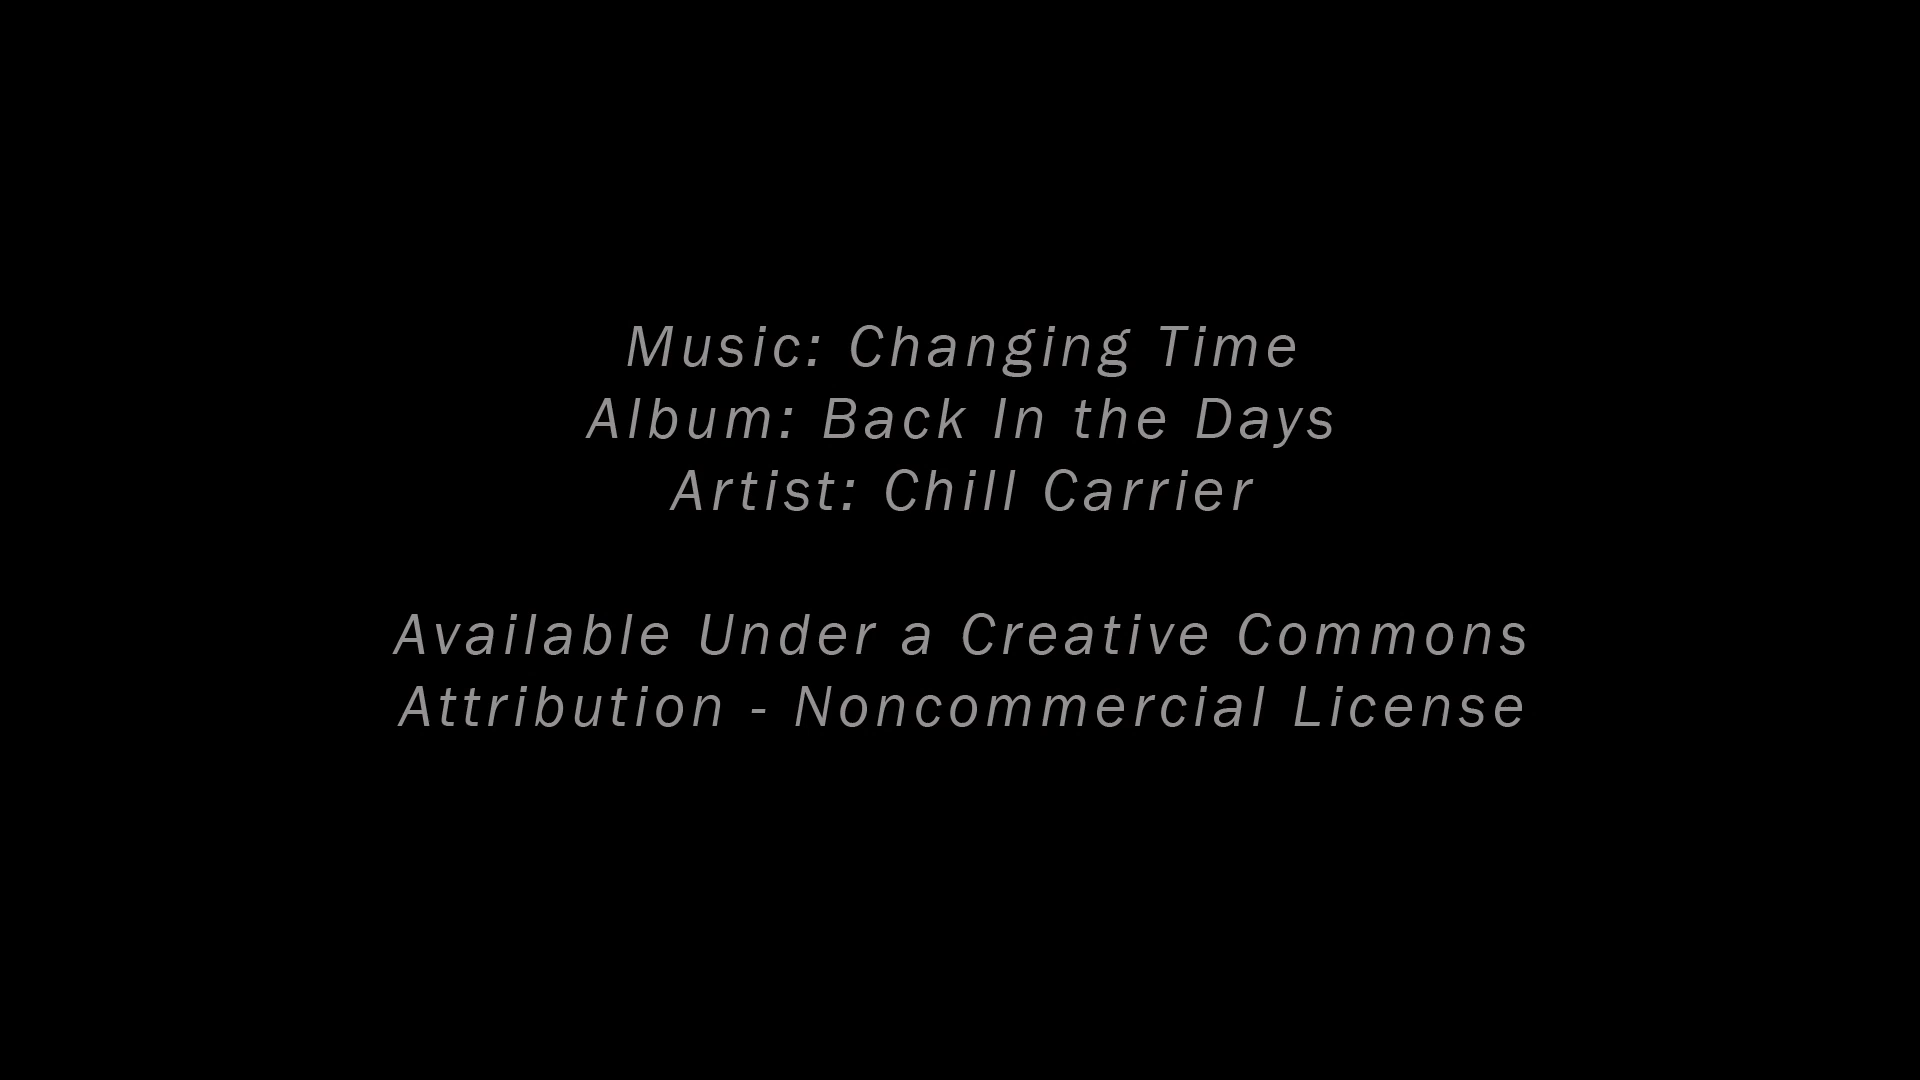 Music: Changing Time
Album: Back In the Days
Artist: Chill Carrier
Available Under a Creative Commons
Attribution - Noncommercial License